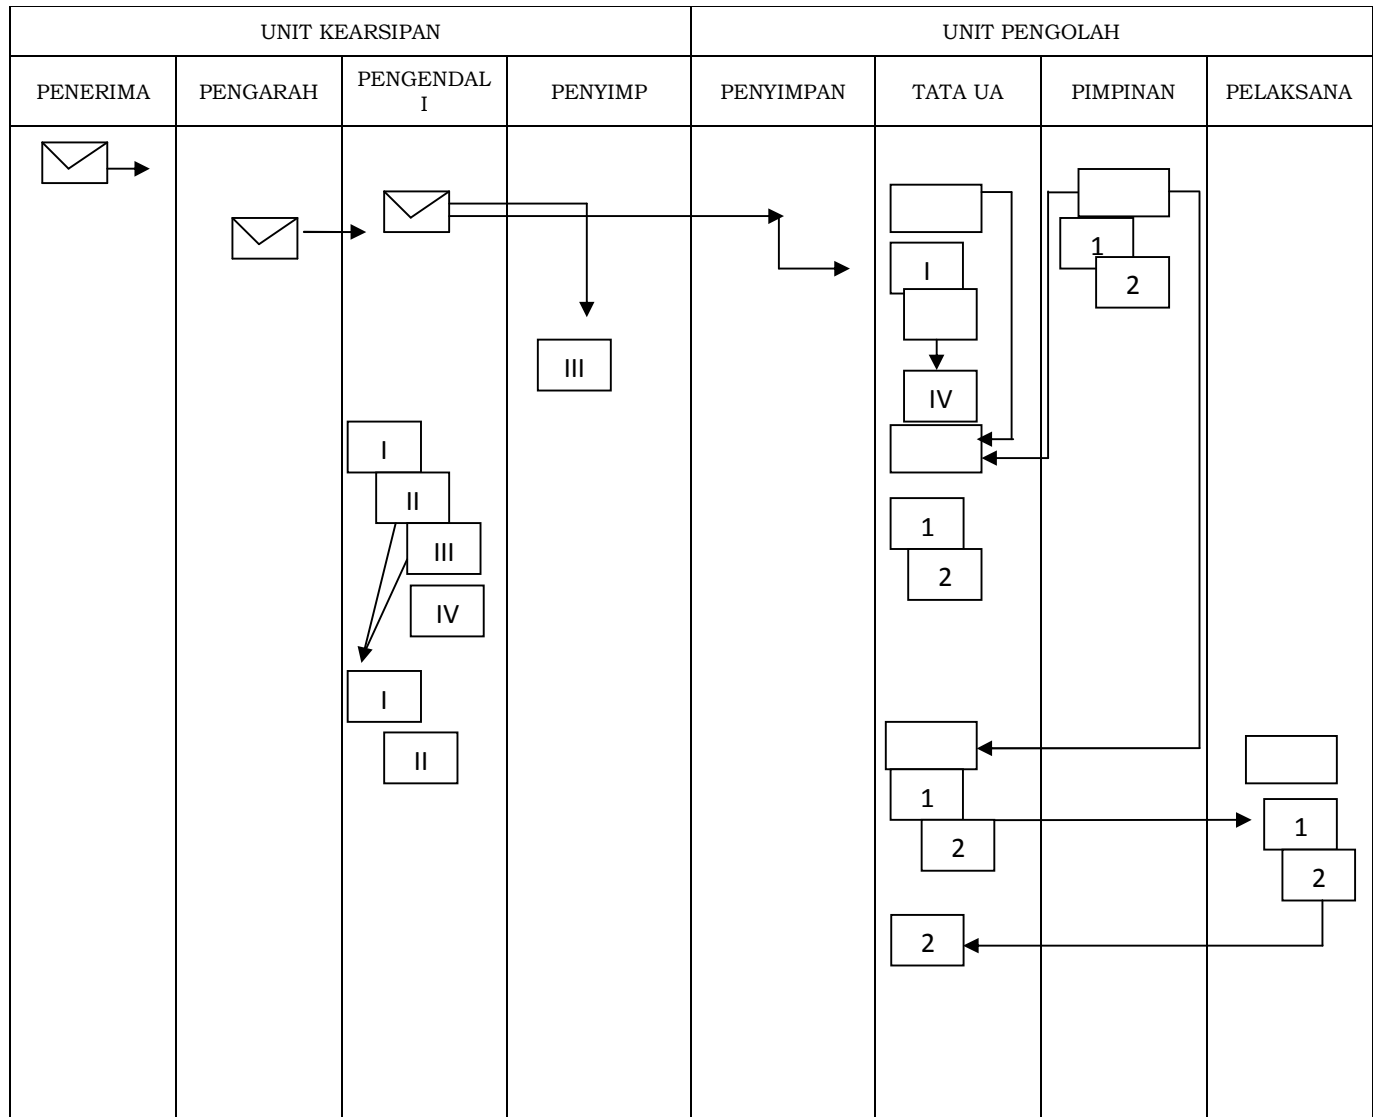 UNIT KEARSIPAN
UNIT PENGOLAH
PENERIMA
PENGARAH
PENGENDAL
I
PENYIMP
PENYIMPAN
TATA UA
PIMPINAN
PELAKSANA
I
1
2
III
IV
I
II
III
IV
1
2
I
II
1
2
1
2
2